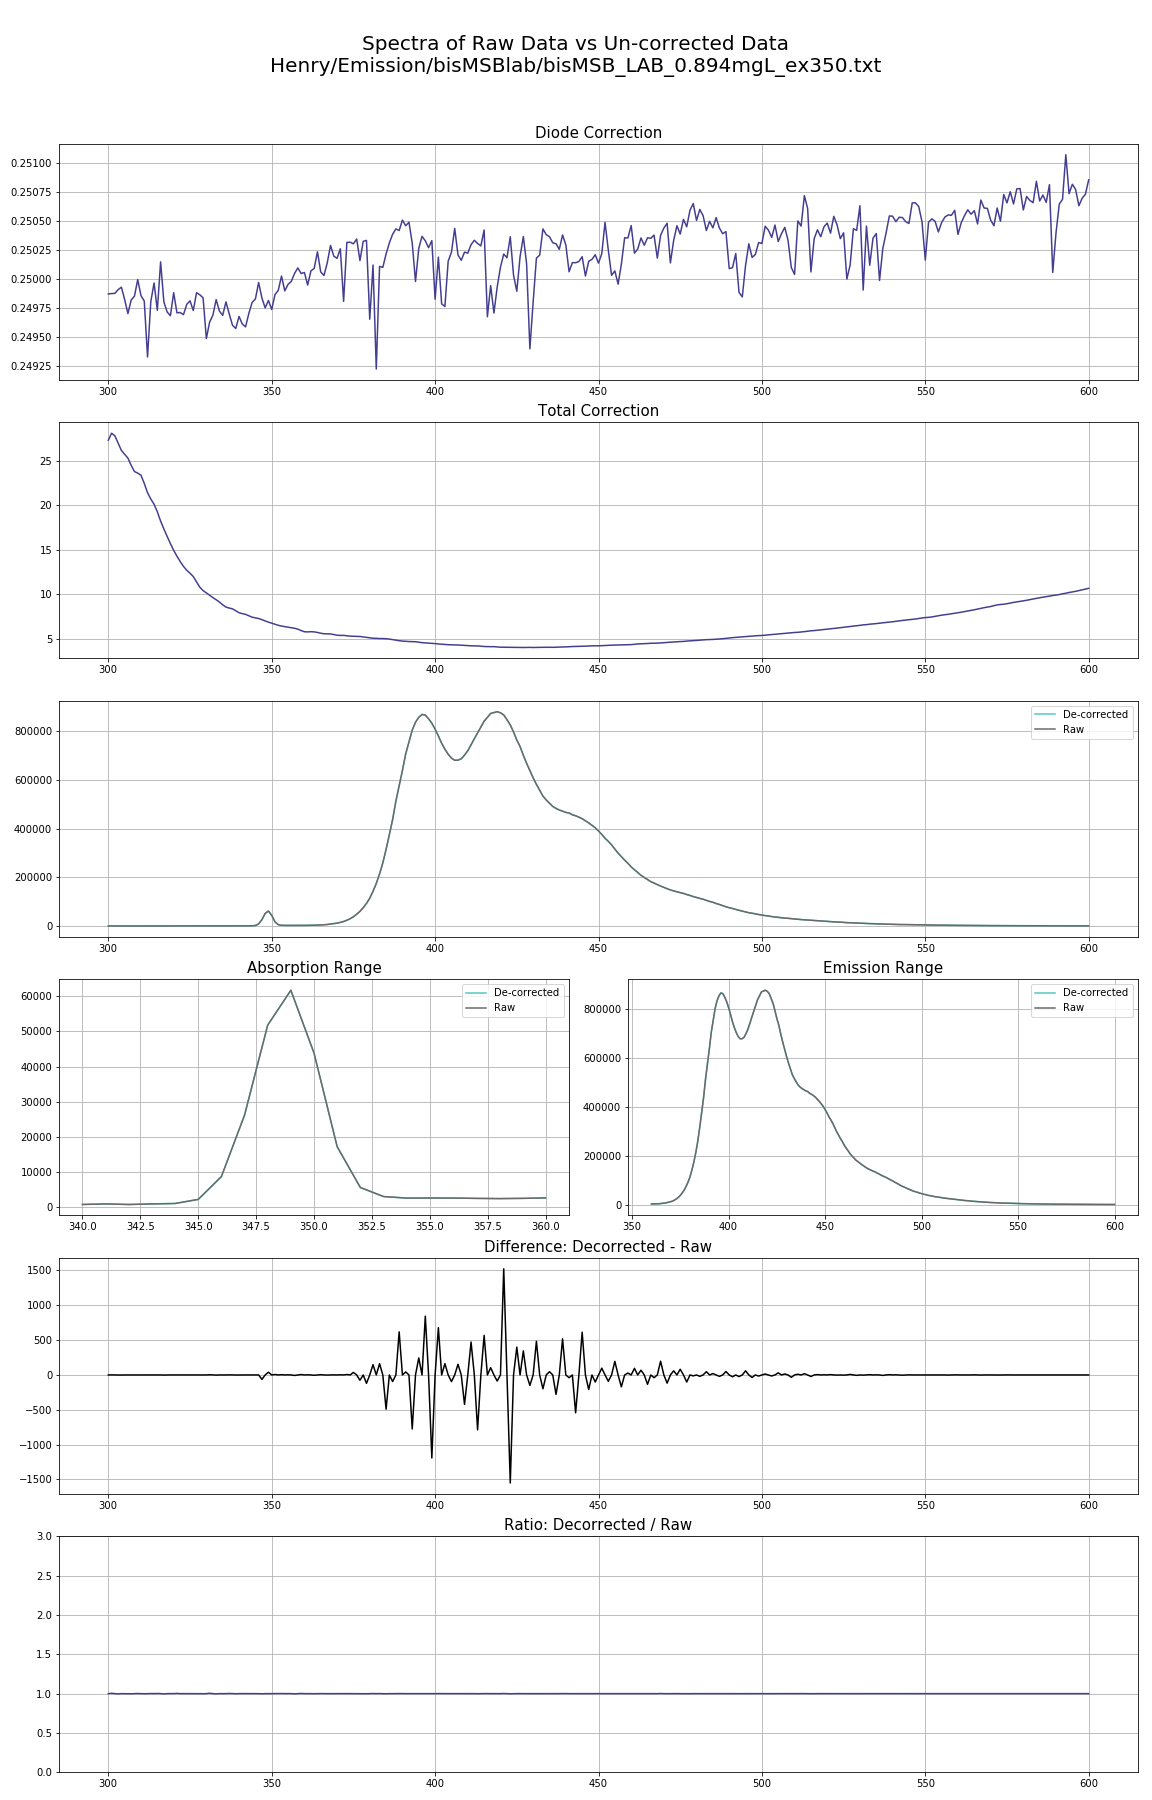 Spectra of Raw Data vs Un-corrected Data
Henry/Emission/bisMSBlab/bisMSB_LAB_0.894mgL_ex350.txt
Diode Correction
0.25100
0.25075
0.25050
0.25025
0.25000
0.24975
0.24950
0.24925
300 350 400 450 500 550 600
Total Correction
25
20
15
10
5
300 350 400 450 500 550 600
De-corrected
Raw
800000
600000
400000
200000
0
300 350 400 450 500 550 600
Absorption Range
De-corrected
Raw
60000
50000
40000
30000
20000
10000
0
340.0 342.5 345.0 347.5 350.0 352.5 355.0 357.5 360.0
Emission Range
De-corrected
Raw
800000
600000
400000
200000
0
350 400 450 500 550 600
Difference: Decorrected - Raw
1500
1000
500
0
−500
−1000
−1500
300 350 400 450 500 550 600
Ratio: Decorrected / Raw
3.0
2.5
2.0
1.5
1.0
0.5
0.0
300 350 400 450 500 550 600